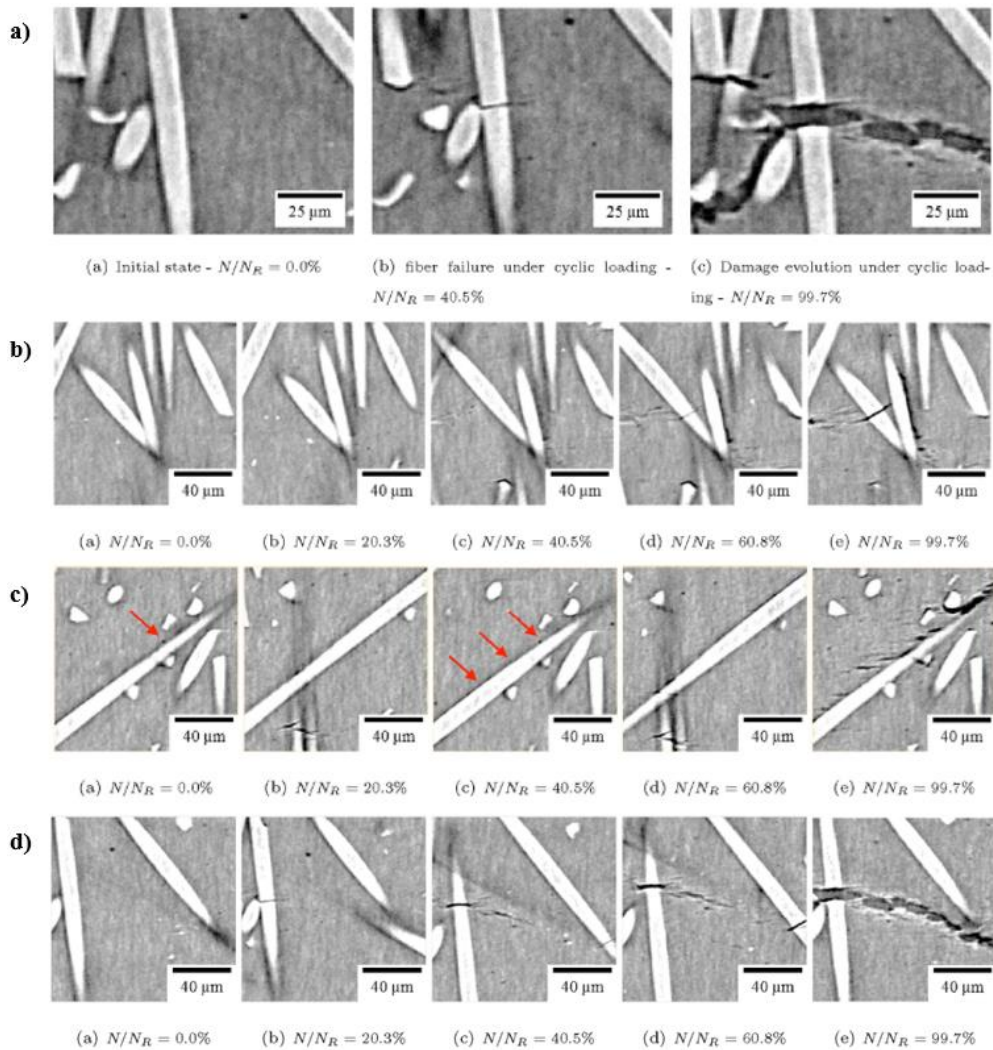 a)
25 µm 25 µm 25 µm
(a) Initial state - N/N_R = 0.0%
(b) fiber failure under cyclic loading -
N/N_R = 40.5%
(c) Damage evolution under cyclic load-
ing - N/N_R = 99.7%
b)
40 µm 40 µm 40 µm 40 µm 40 µm
(a) N/N_R = 0.0% (b) N/N_R = 20.3% (c) N/N_R = 40.5% (d) N/N_R = 60.8% (e) N/N_R = 99.7%
c)
40 µm 40 µm 40 µm 40 µm 40 µm
(a) N/N_R = 0.0% (b) N/N_R = 20.3% (c) N/N_R = 40.5% (d) N/N_R = 60.8% (e) N/N_R = 99.7%
d)
40 µm 40 µm 40 µm 40 µm 40 µm
(a) N/N_R = 0.0% (b) N/N_R = 20.3% (c) N/N_R = 40.5% (d) N/N_R = 60.8% (e) N/N_R = 99.7%